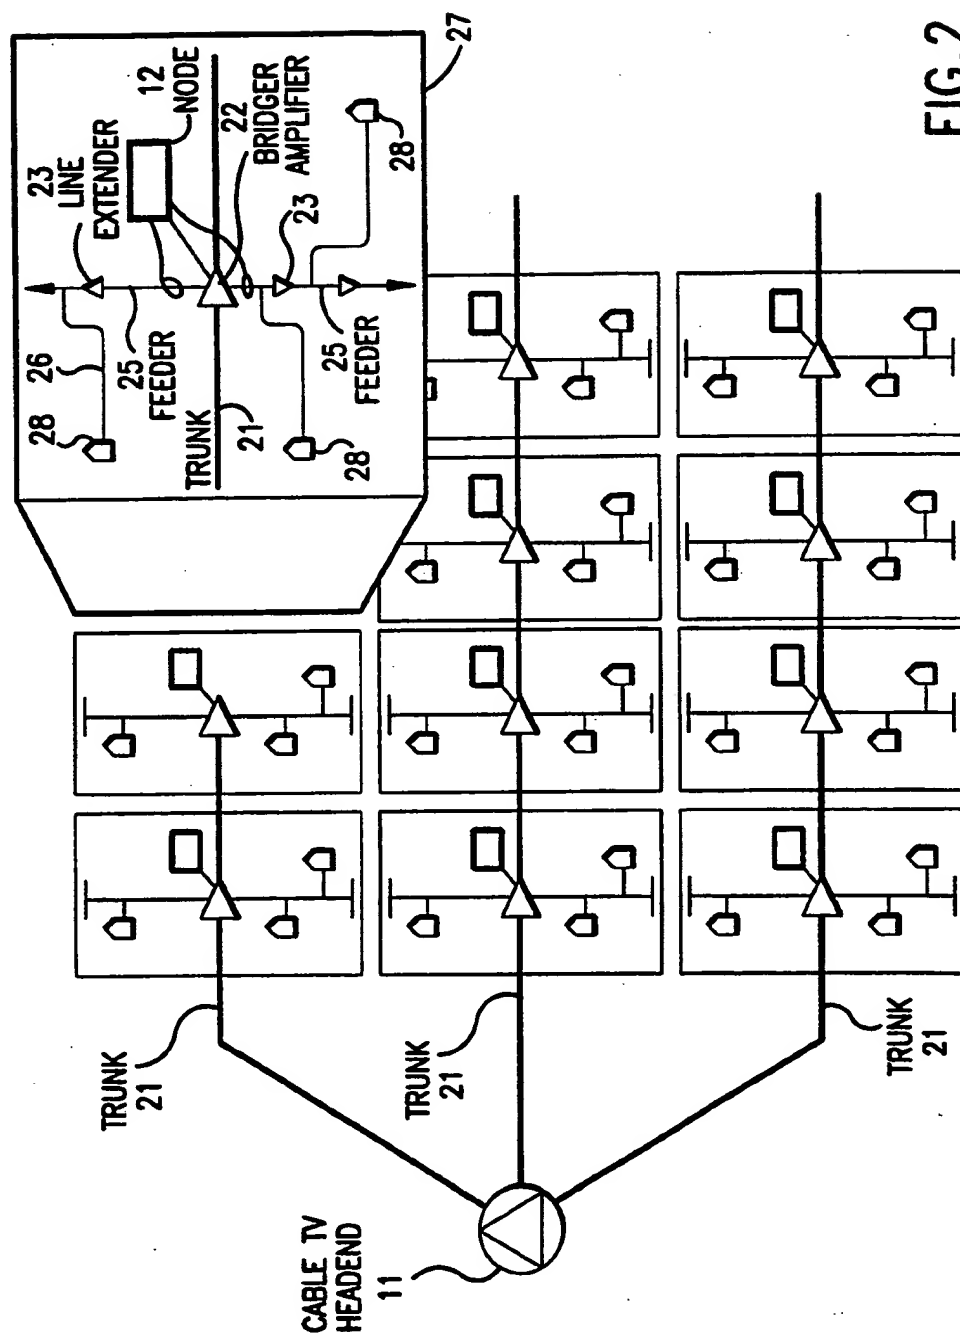 23
LINE
EXTENDER
12
NODE
22
BRIDGER
AMPLIFIER
27
28
26
25
FEEDER
TRUNK
21
28
23
25
FEEDER
28
CABLE TV
HEADEND
11
TRUNK
21
TRUNK
21
TRUNK
21
FIG. 2